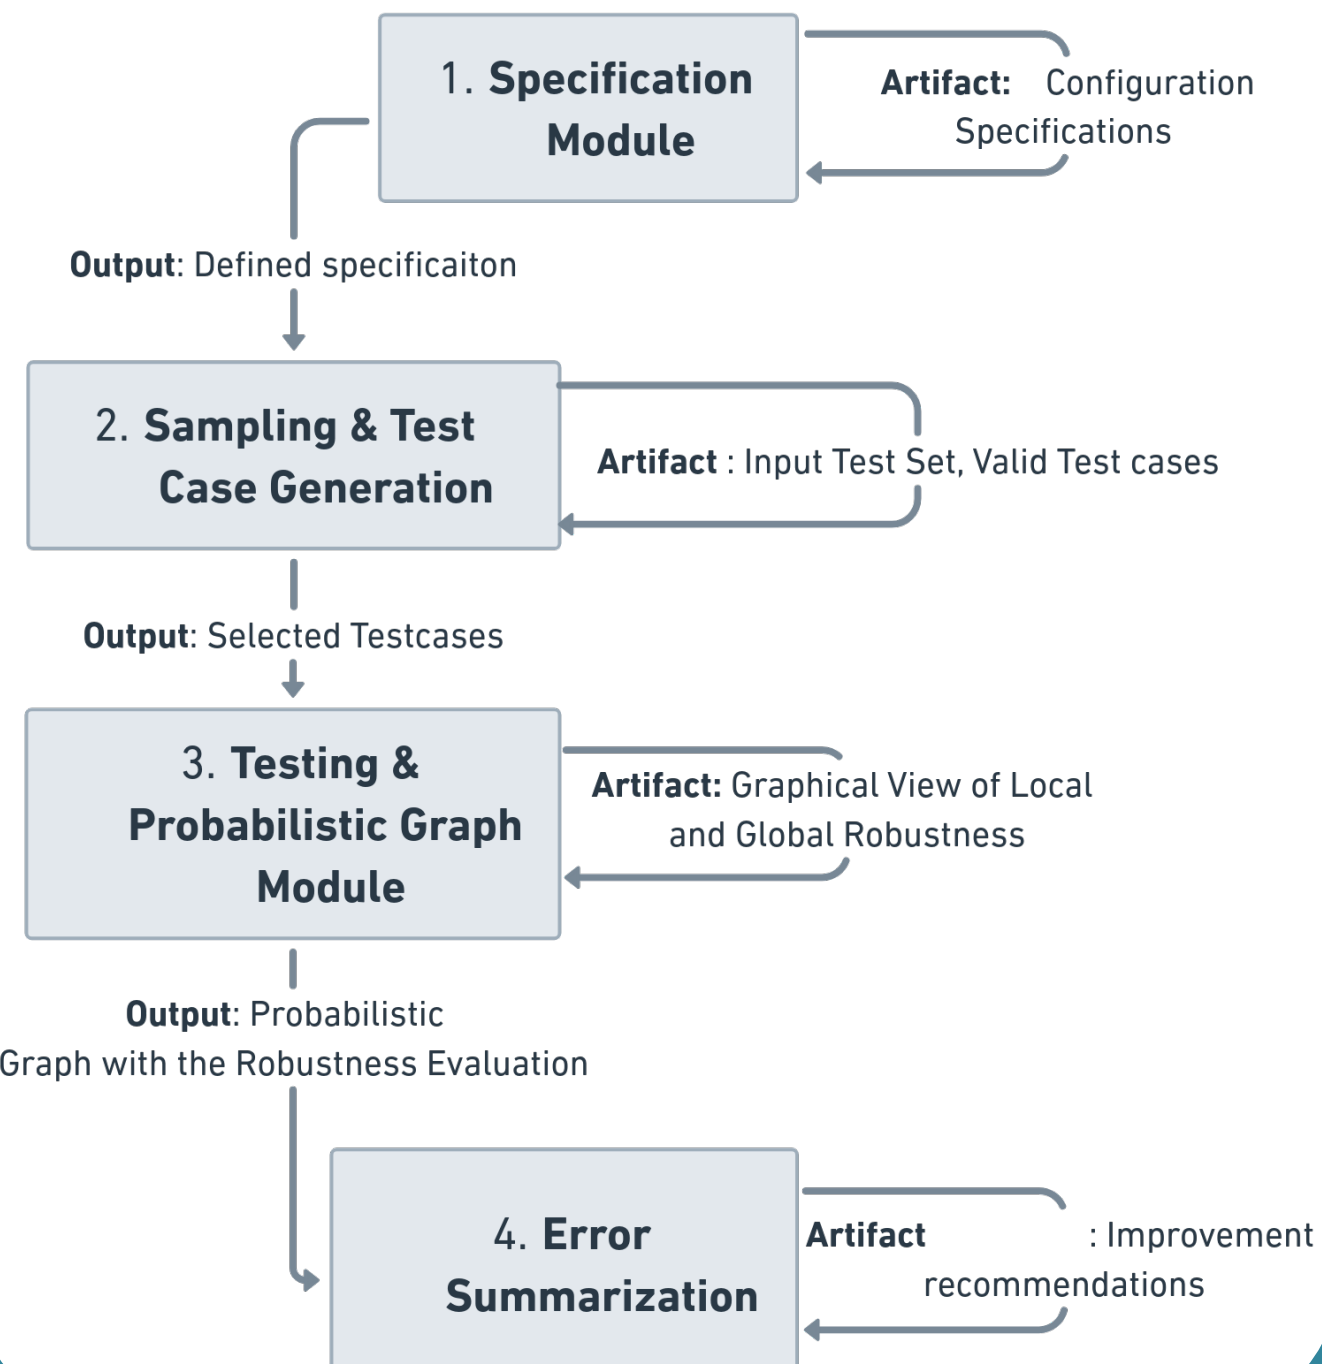 1. Specification
Module
Artifact: Configuration
Specifications
Output: Defined specificaiton
2. Sampling & Test
Case Generation
Artifact : Input Test Set, Valid Test cases
Output: Selected Testcases
3. Testing &
Probabilistic Graph
Module
Artifact: Graphical View of Local
and Global Robustness
Output: Probabilistic
Graph with the Robustness Evaluation
4. Error
Summarization
Artifact : Improvement
recommendations